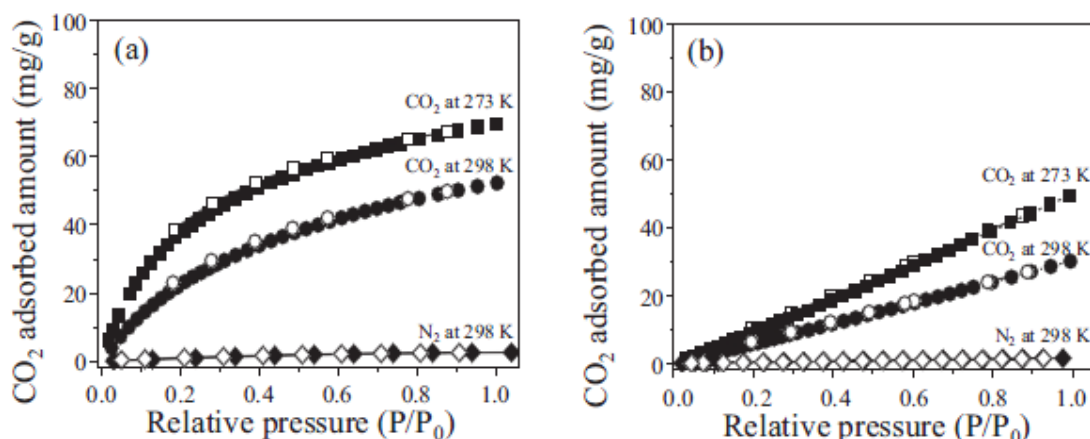 (a)
CO₂ adsorbed amount (mg/g)
100
80
60
40
20
0
CO₂ at 273 K
CO₂ at 298 K
N₂ at 298 K
0.0 0.2 0.4 0.6 0.8 1.0
Relative pressure (P/P₀)
(b)
CO₂ adsorbed amount (mg/g)
100
80
60
40
20
0
CO₂ at 273 K
CO₂ at 298 K
N₂ at 298 K
0.0 0.2 0.4 0.6 0.8 1.0
Relative pressure (P/P₀)